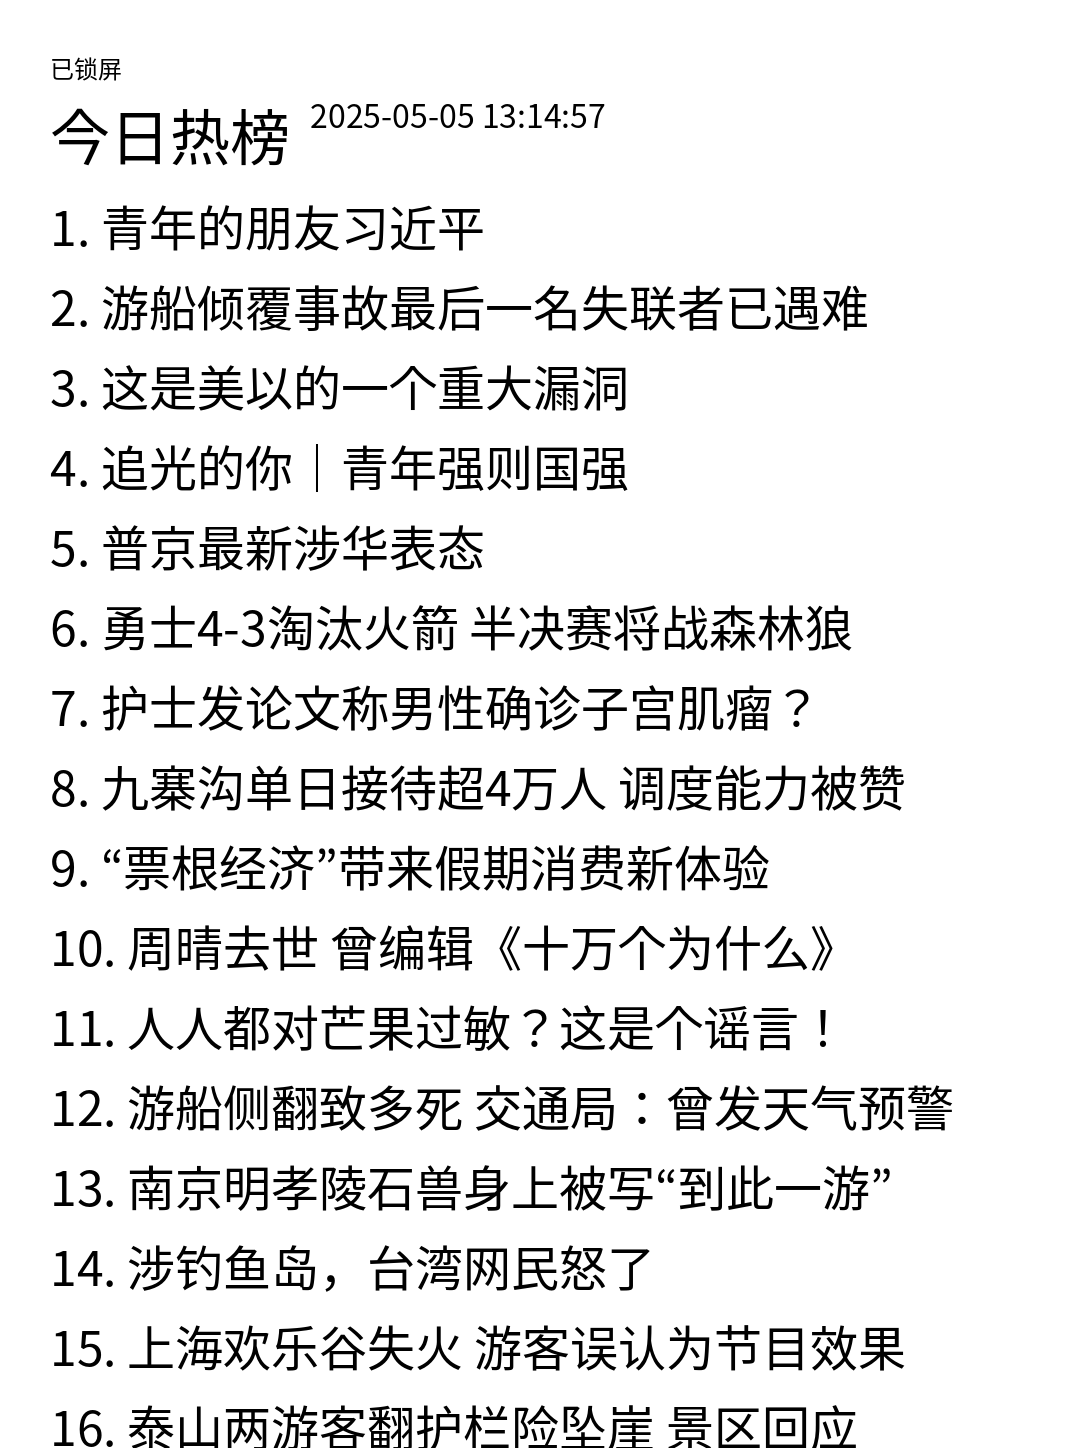 已锁屏
今日热榜 2025-05-05 13:14:57
1. 青年的朋友习近平
2. 游船倾覆事故最后一名失联者已遇难
3. 这是美以的一个重大漏洞
4. 追光的你｜青年强则国强
5. 普京最新涉华表态
6. 勇士4-3淘汰火箭 半决赛将战森林狼
7. 护士发论文称男性确诊子宫肌瘤？
8. 九寨沟单日接待超4万人 调度能力被赞
9. “票根经济”带来假期消费新体验
10. 周晴去世 曾编辑《十万个为什么》
11. 人人都对芒果过敏？这是个谣言！
12. 游船侧翻致多死 交通局：曾发天气预警
13. 南京明孝陵石兽身上被写“到此一游”
14. 涉钓鱼岛，台湾网民怒了
15. 上海欢乐谷失火 游客误认为节目效果
16. 泰山两游客翻护栏险坠崖 景区回应